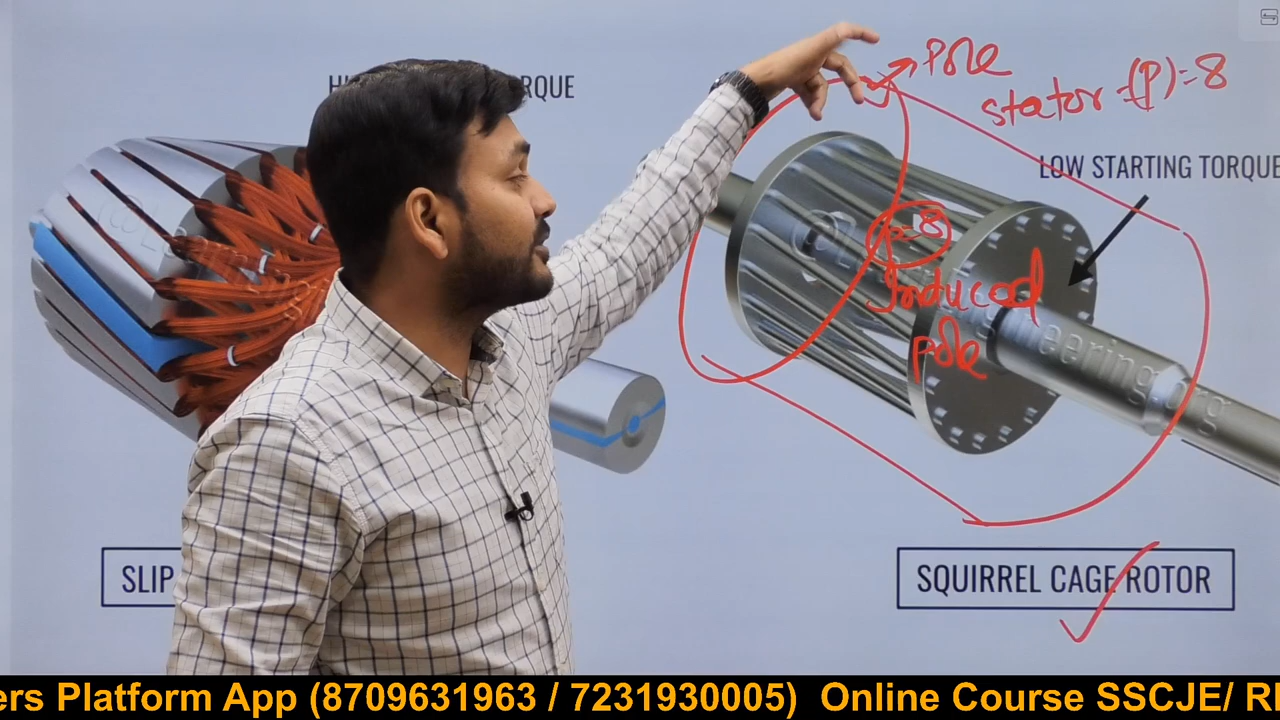 RQUE
Pole
stator = (P) = 8
LOW STARTING TORQUE
P=8
Induced
pole
SLIP
SQUIRREL CAGE ROTOR
ers Platform App (8709631963 / 7231930005) Online Course SSCJE/